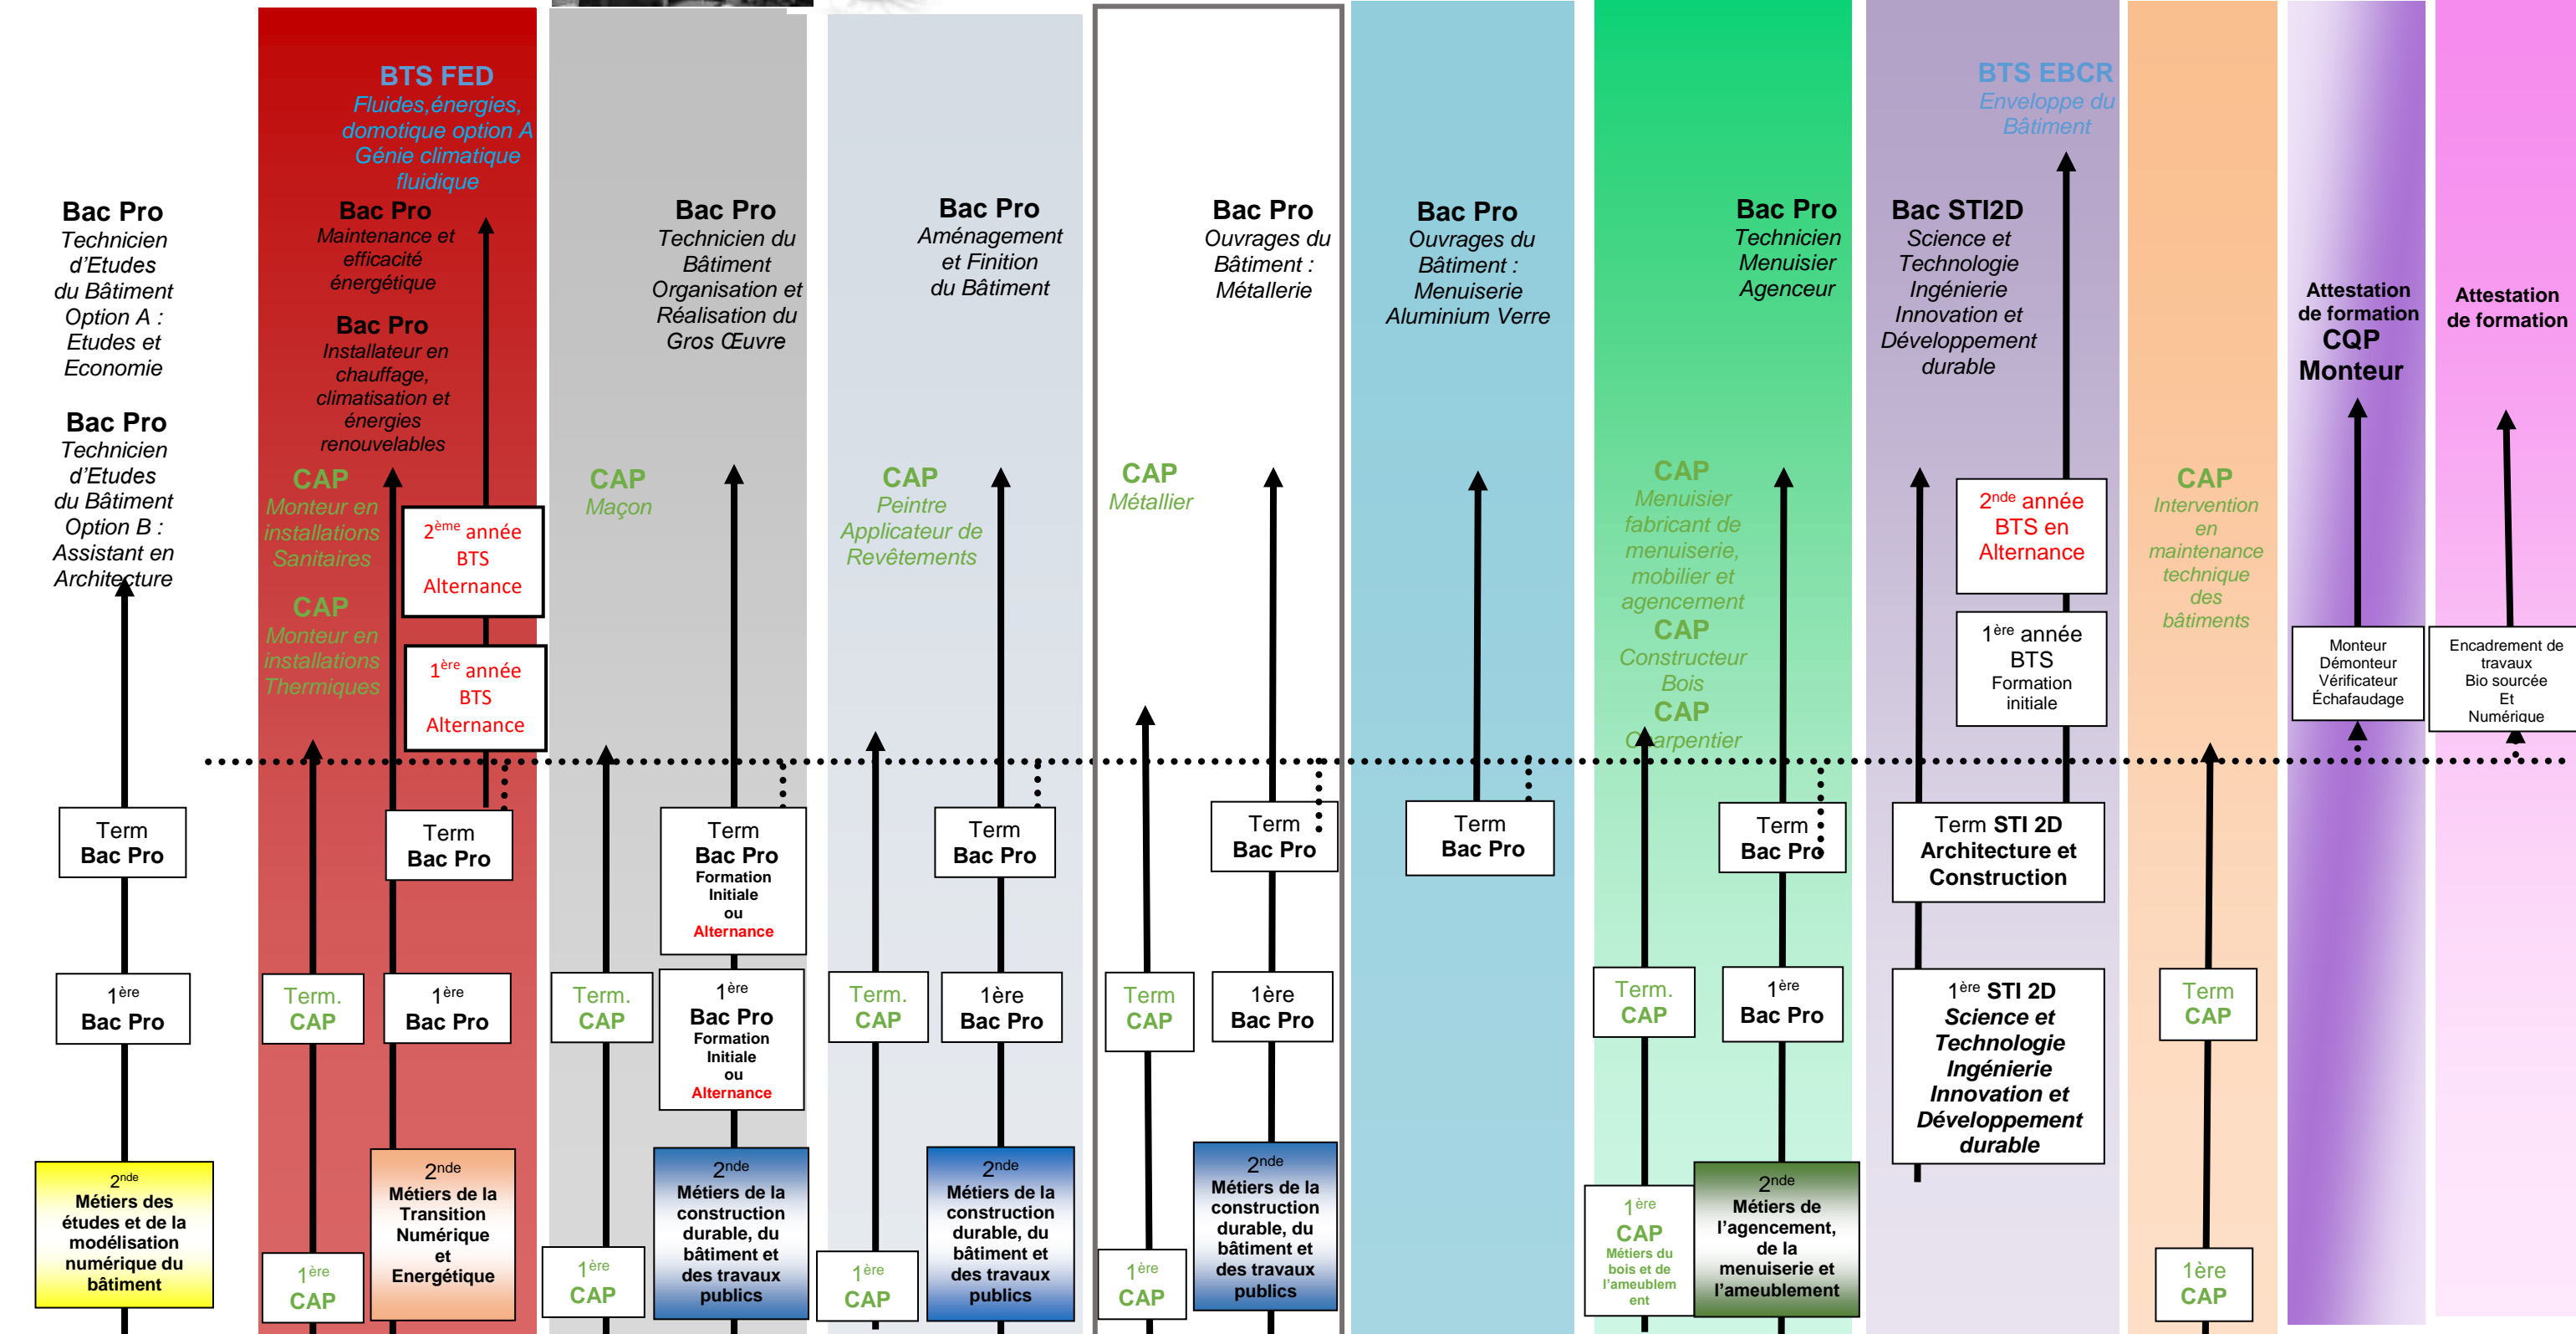 Bac Pro
Technicien
d'Etudes
du Bâtiment
Option A :
Etudes et
Economie
Bac Pro
Technicien
d'Etudes
du Bâtiment
Option B :
Assistant en
Architecture
Term
Bac Pro
1ère
Bac Pro
2nde
Métiers des
études et de la
modélisation
numérique du
bâtiment
BTS FED
Fluides,énergies,
domotique option A
Génie climatique
fluidique
Bac Pro
Maintenance et
efficacité
énergétique
Bac Pro
Installateur en
chauffage,
climatisation et
énergies
renouvelables
CAP
Monteur en
installations
Sanitaires
CAP
Monteur en
installations
Thermiques
2ème année
BTS
Alternance
1ère année
BTS
Alternance
Term
Bac Pro
Term.
CAP
1ère
Bac Pro
1ère
CAP
2nde
Métiers de la
Transition
Numérique
et
Energétique
Bac Pro
Technicien du
Bâtiment
Organisation et
Réalisation du
Gros Œuvre
CAP
Maçon
Term
Bac Pro
Formation
Initiale
ou
Alternance
Term.
CAP
1ère
Bac Pro
Formation
Initiale
ou
Alternance
1ère
CAP
2nde
Métiers de la
construction
durable, du
bâtiment et
des travaux
publics
Bac Pro
Aménagement
et Finition
du Bâtiment
CAP
Peintre
Applicateur de
Revêtements
Term
Bac Pro
Term.
CAP
1ère
Bac Pro
1ère
CAP
2nde
Métiers de la
construction
durable, du
bâtiment et
des travaux
publics
Bac Pro
Ouvrages du
Bâtiment :
Métallerie
CAP
Métallier
Term
Bac Pro
Term
CAP
1ère
Bac Pro
1ère
CAP
2nde
Métiers de la
construction
durable, du
bâtiment et
des travaux
publics
Bac Pro
Ouvrages du
Bâtiment :
Menuiserie
Aluminium Verre
Term
Bac Pro
Bac Pro
Technicien
Menuisier
Agenceur
CAP
Menuisier
fabricant de
menuiserie,
mobilier et
agencement
CAP
Constructeur
Bois
CAP
Charpentier
Term
Bac Pro
Term.
CAP
1ère
Bac Pro
1ère
CAP
Métiers du
bois et de
l'ameublem
ent
2nde
Métiers de
l'agencement,
de la
menuiserie et
l'ameublement
BTS EBCR
Enveloppe du
Bâtiment
Bac STI2D
Science et
Technologie
Ingénierie
Innovation et
Développement
durable
2nde année
BTS en
Alternance
1ère année
BTS
Formation
initiale
Term STI 2D
Architecture et
Construction
1ère STI 2D
Science et
Technologie
Ingénierie
Innovation et
Développement
durable
CAP
Intervention
en
maintenance
technique
des
bâtiments
Term
CAP
1ère
CAP
Attestation
de formation
CQP
Monteur
Monteur
Démonteur
Vérificateur
Échafaudage
Attestation
de formation
Encadrement de
travaux
Bio sourcée
Et
Numérique